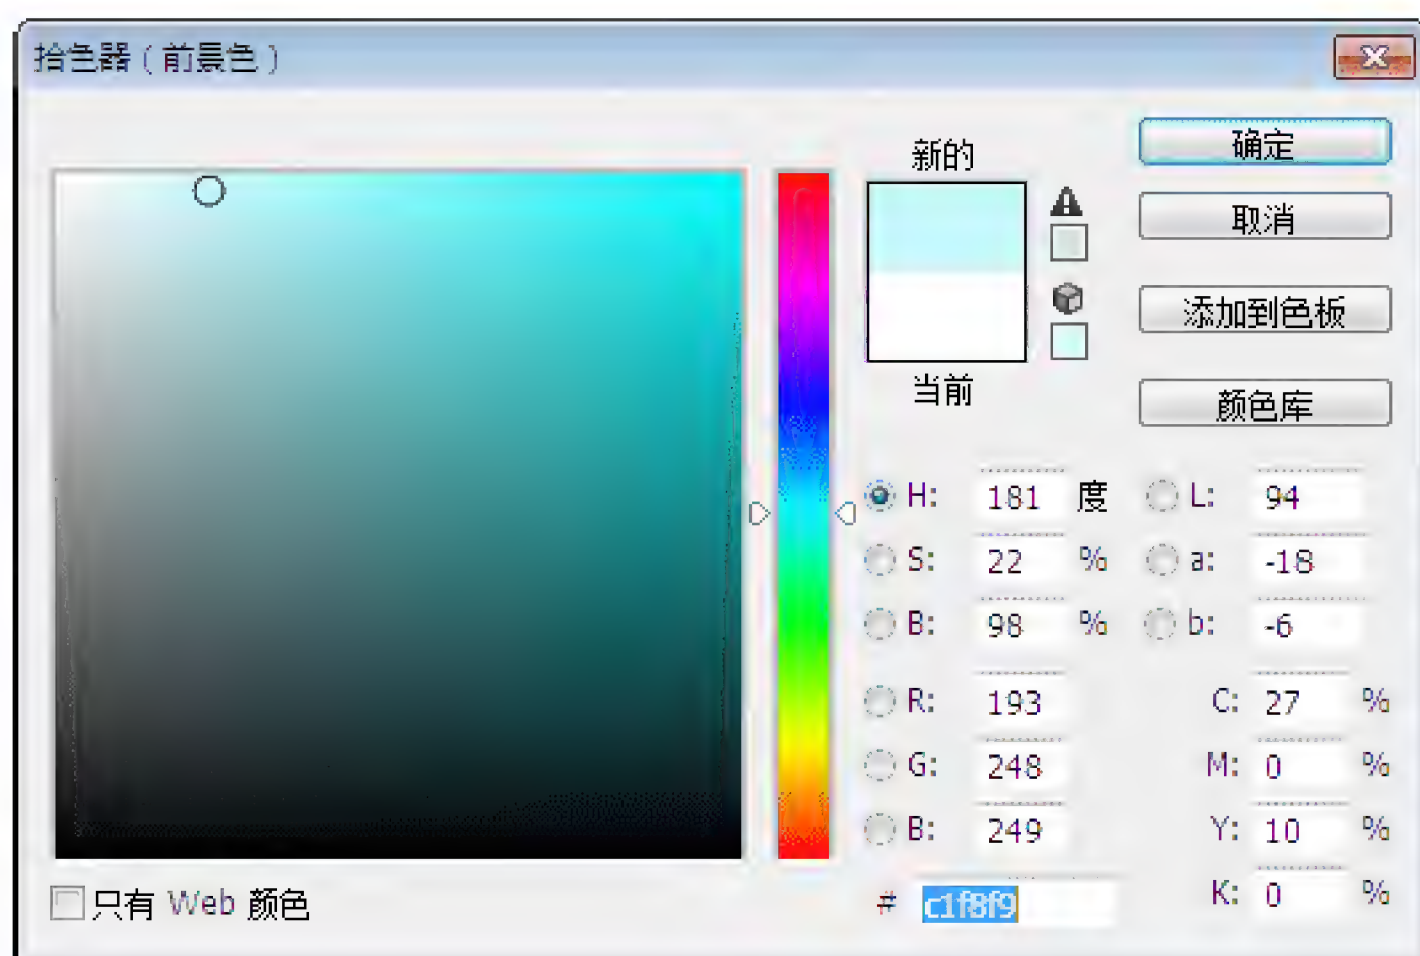 拾色器（前景色）
新的
当前
确定
取消
添加到色板
颜色库
H: 181 度
S: 22 %
B: 98 %
R: 193
G: 248
B: 249
# c1f8f9
L: 94
a: -18
b: -6
C: 27 %
M: 0 %
Y: 10 %
K: 0 %
只有 Web 颜色